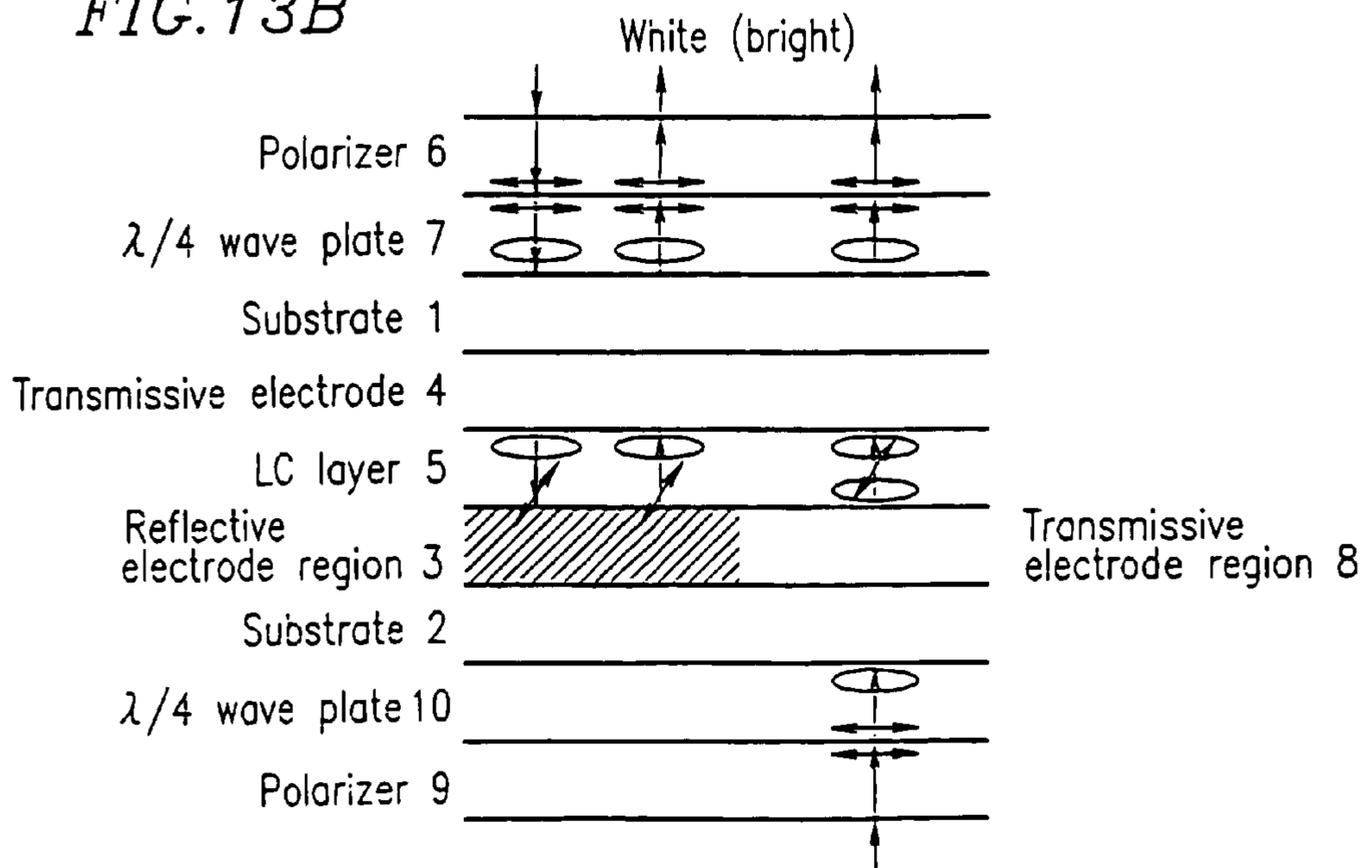 FIG.13B
White (bright)
Polarizer 6
λ/4 wave plate 7
Substrate 1
Transmissive electrode 4
LC layer 5
Reflective
electrode region 3
Transmissive
electrode region 8
Substrate 2
λ/4 wave plate 10
Polarizer 9